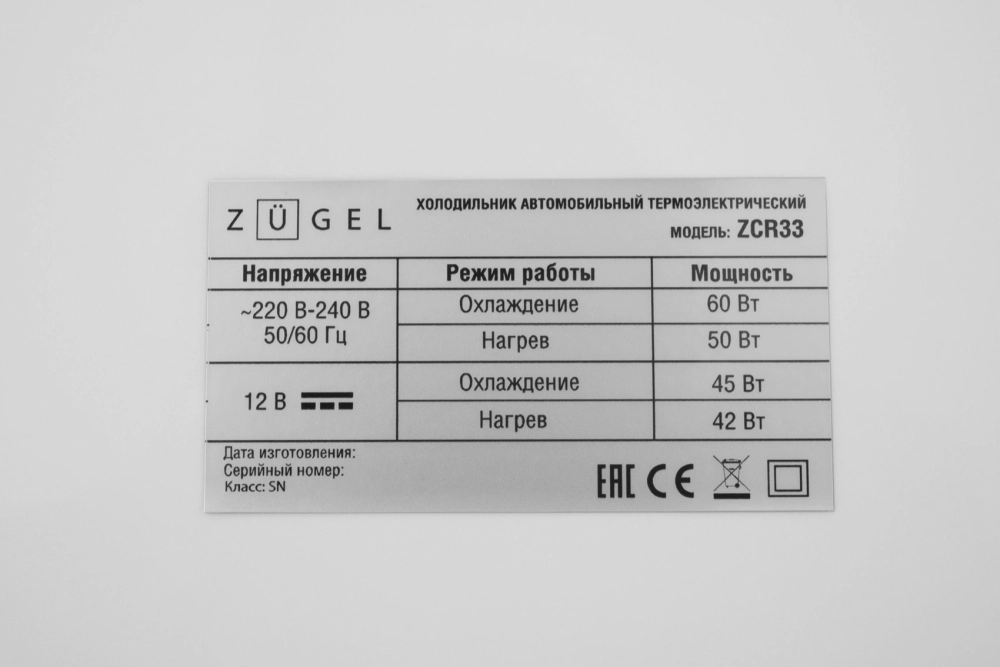 ZÜGEL
ХОЛОДИЛЬНИК АВТОМОБИЛЬНЫЙ ТЕРМОЭЛЕКТРИЧЕСКИЙ
МОДЕЛЬ: ZCR33
Напряжение Режим работы Мощность
~220 В-240 В
50/60 Гц
Охлаждение 60 Вт
Нагрев 50 Вт
12 В
Охлаждение 45 Вт
Нагрев 42 Вт
Дата изготовления:
Серийный номер:
Класс: SN
EAC CE